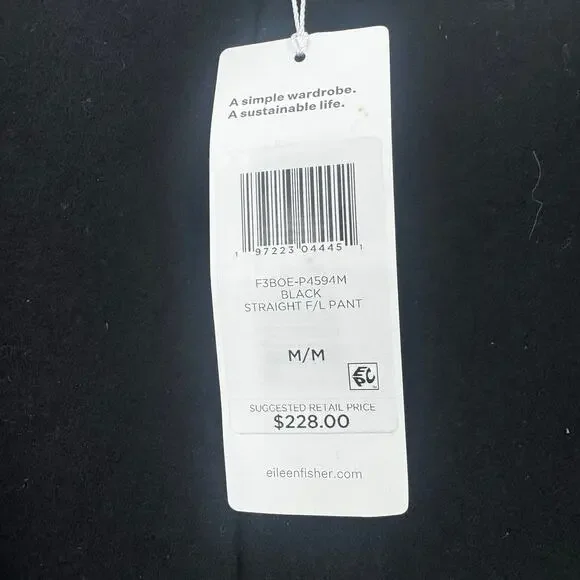 A simple wardrobe.
A sustainable life.
1 97223 04445 1
F3BOE-P4594M
BLACK
STRAIGHT F/L PANT
M/M
EPC
SUGGESTED RETAIL PRICE
$228.00
eileenfisher.com